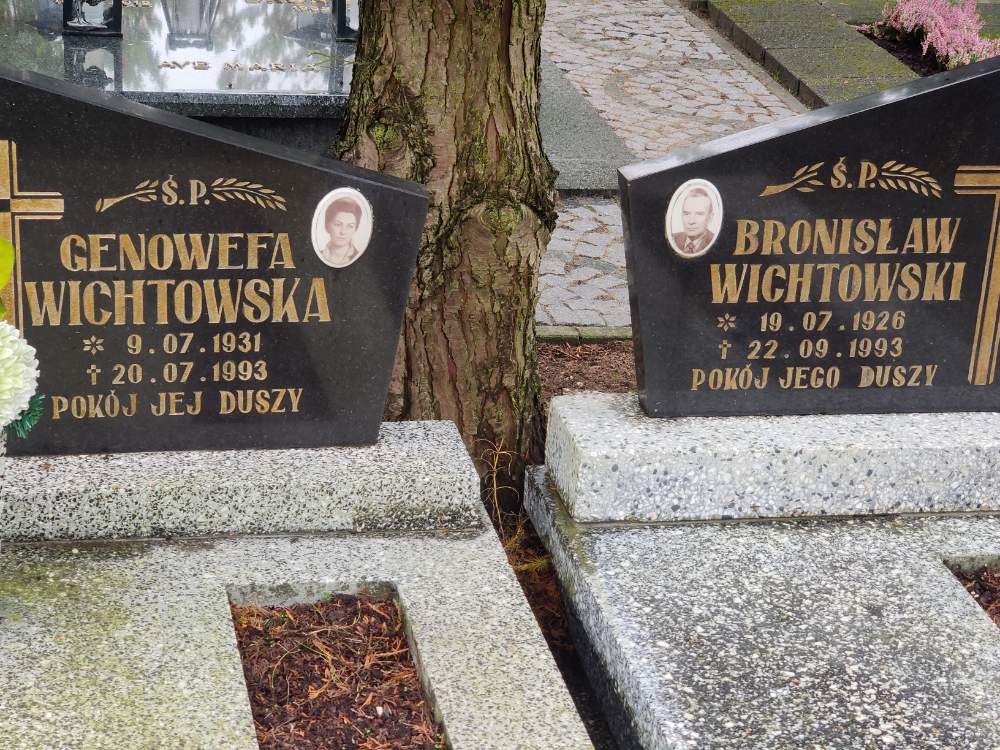 AVE MARIA
Ś.P.
GENOWEFA
WICHTOWSKA
9.07.1931
20.07.1993
POKÓJ JEJ DUSZY
Ś.P.
BRONISŁAW
WICHTOWSKI
19.07.1926
22.09.1993
POKÓJ JEGO DUSZY